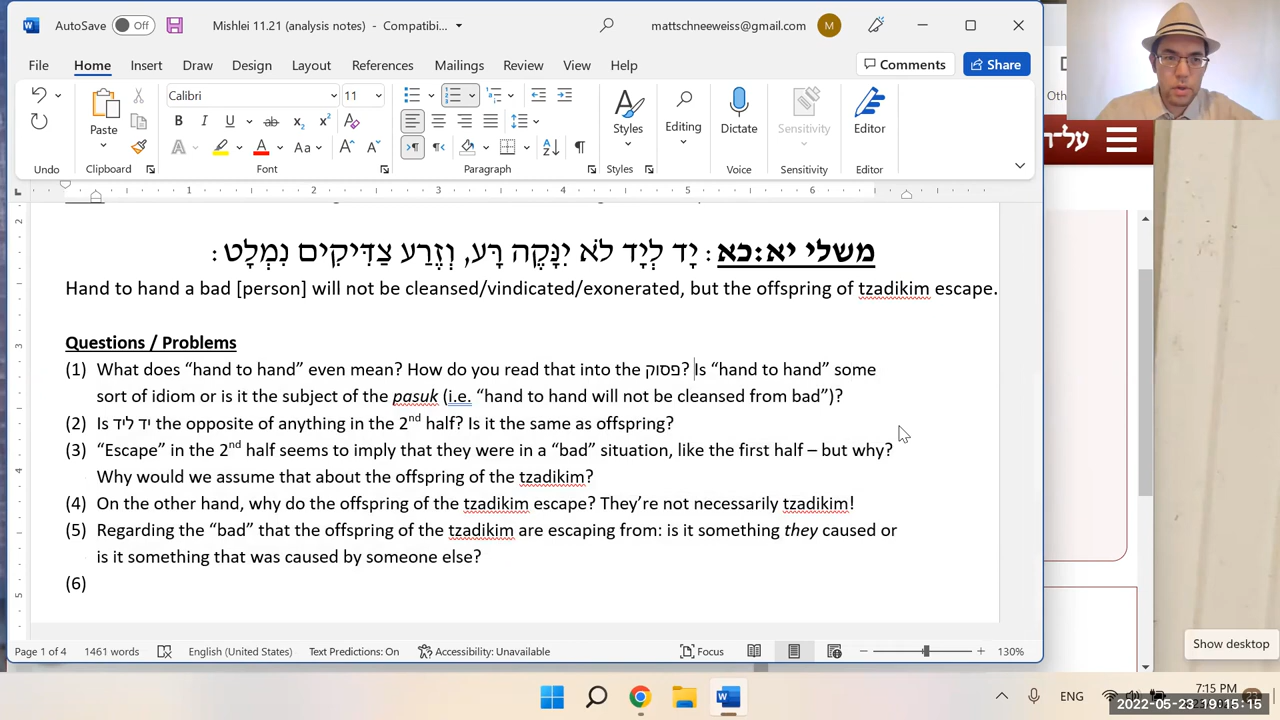 AutoSave Off Mishlei 11.21 (analysis notes) - Compatibi... mattschneeweiss@gmail.com M
File Home Insert Draw Design Layout References Mailings Review View Help Comments Share
Calibri 11
Paste Styles Editing Dictate Sensitivity Editor
Undo Clipboard Font Paragraph Styles Voice Sensitivity Editor
על־ה
משלי יא:כא: יָד לְיָד לֹא יִנָּקֶה רָּע, וְזֶרַע צַדִּיקִים נִמְלָט:
Hand to hand a bad [person] will not be cleansed/vindicated/exonerated, but the offspring of tzadikim escape.
Questions / Problems
(1) What does “hand to hand” even mean? How do you read that into the פסוק? Is “hand to hand” some
sort of idiom or is it the subject of the pasuk (i.e. “hand to hand will not be cleansed from bad”)?
(2) Is יד ליד the opposite of anything in the 2nd half? Is it the same as offspring?
(3) “Escape” in the 2nd half seems to imply that they were in a “bad” situation, like the first half – but why?
Why would we assume that about the offspring of the tzadikim?
(4) On the other hand, why do the offspring of the tzadikim escape? They’re not necessarily tzadikim!
(5) Regarding the “bad” that the offspring of the tzadikim are escaping from: is it something they caused or
is it something that was caused by someone else?
(6)
Show desktop
Page 1 of 4 1461 words English (United States) Text Predictions: On Accessibility: Unavailable Focus 130%
ENG 7:15 PM
2022-05-23 19:15:15